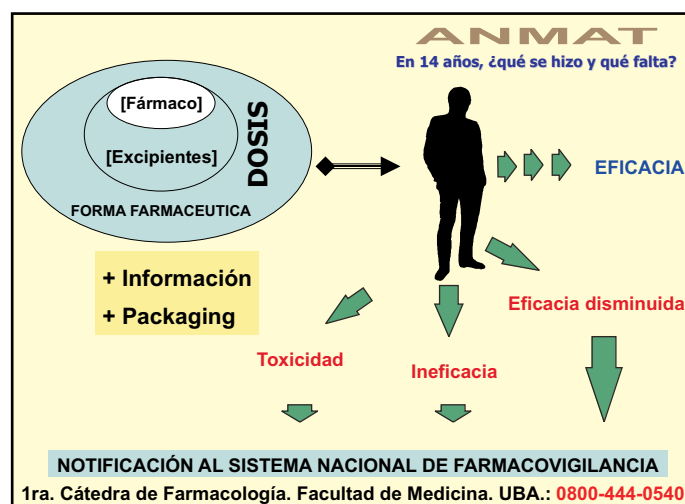 ANMAT
En 14 años, ¿qué se hizo y qué falta?
[Fármaco]
[Excipientes]
DOSIS
FORMA FARMACEUTICA
EFICACIA
+ Información
+ Packaging
Eficacia disminuida
Toxicidad
Ineficacia
NOTIFICACIÓN AL SISTEMA NACIONAL DE FARMACOVIGILANCIA
1ra. Cátedra de Farmacología. Facultad de Medicina. UBA.: 0800-444-0540